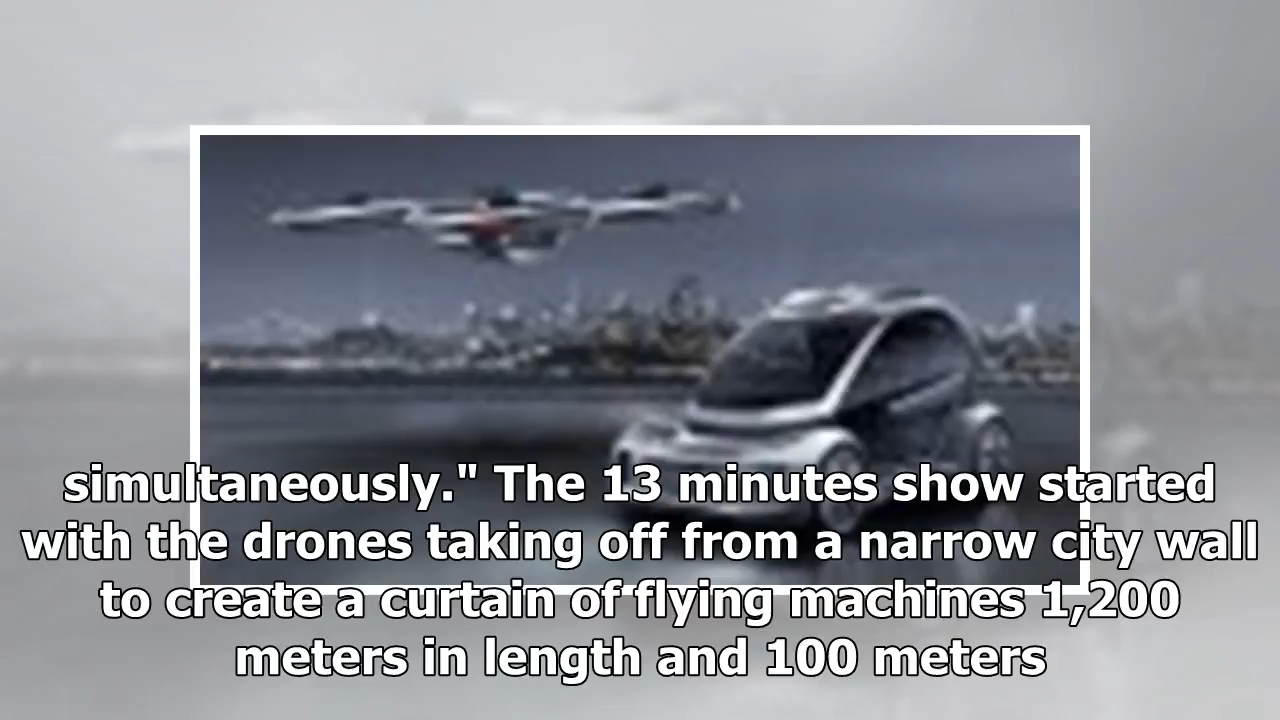 simultaneously." The 13 minutes show started
with the drones taking off from a narrow city wall
to create a curtain of flying machines 1,200
meters in length and 100 meters